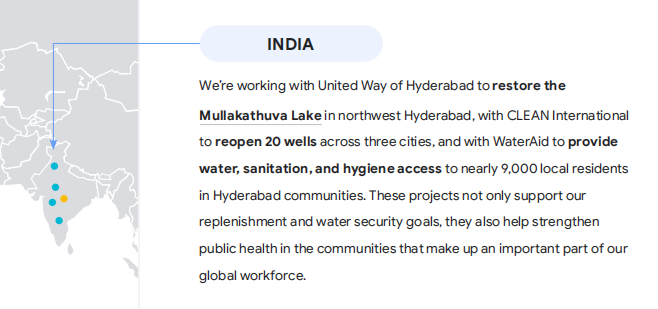 INDIA
We're working with United Way of Hyderabad to restore the
Mullakathuva Lake in northwest Hyderabad, with CLEAN International
to reopen 20 wells across three cities, and with WaterAid to provide
water, sanitation, and hygiene access to nearly 9,000 local residents
in Hyderabad communities. These projects not only support our
replenishment and water security goals, they also help strengthen
public health in the communities that make up an important part of our
global workforce.